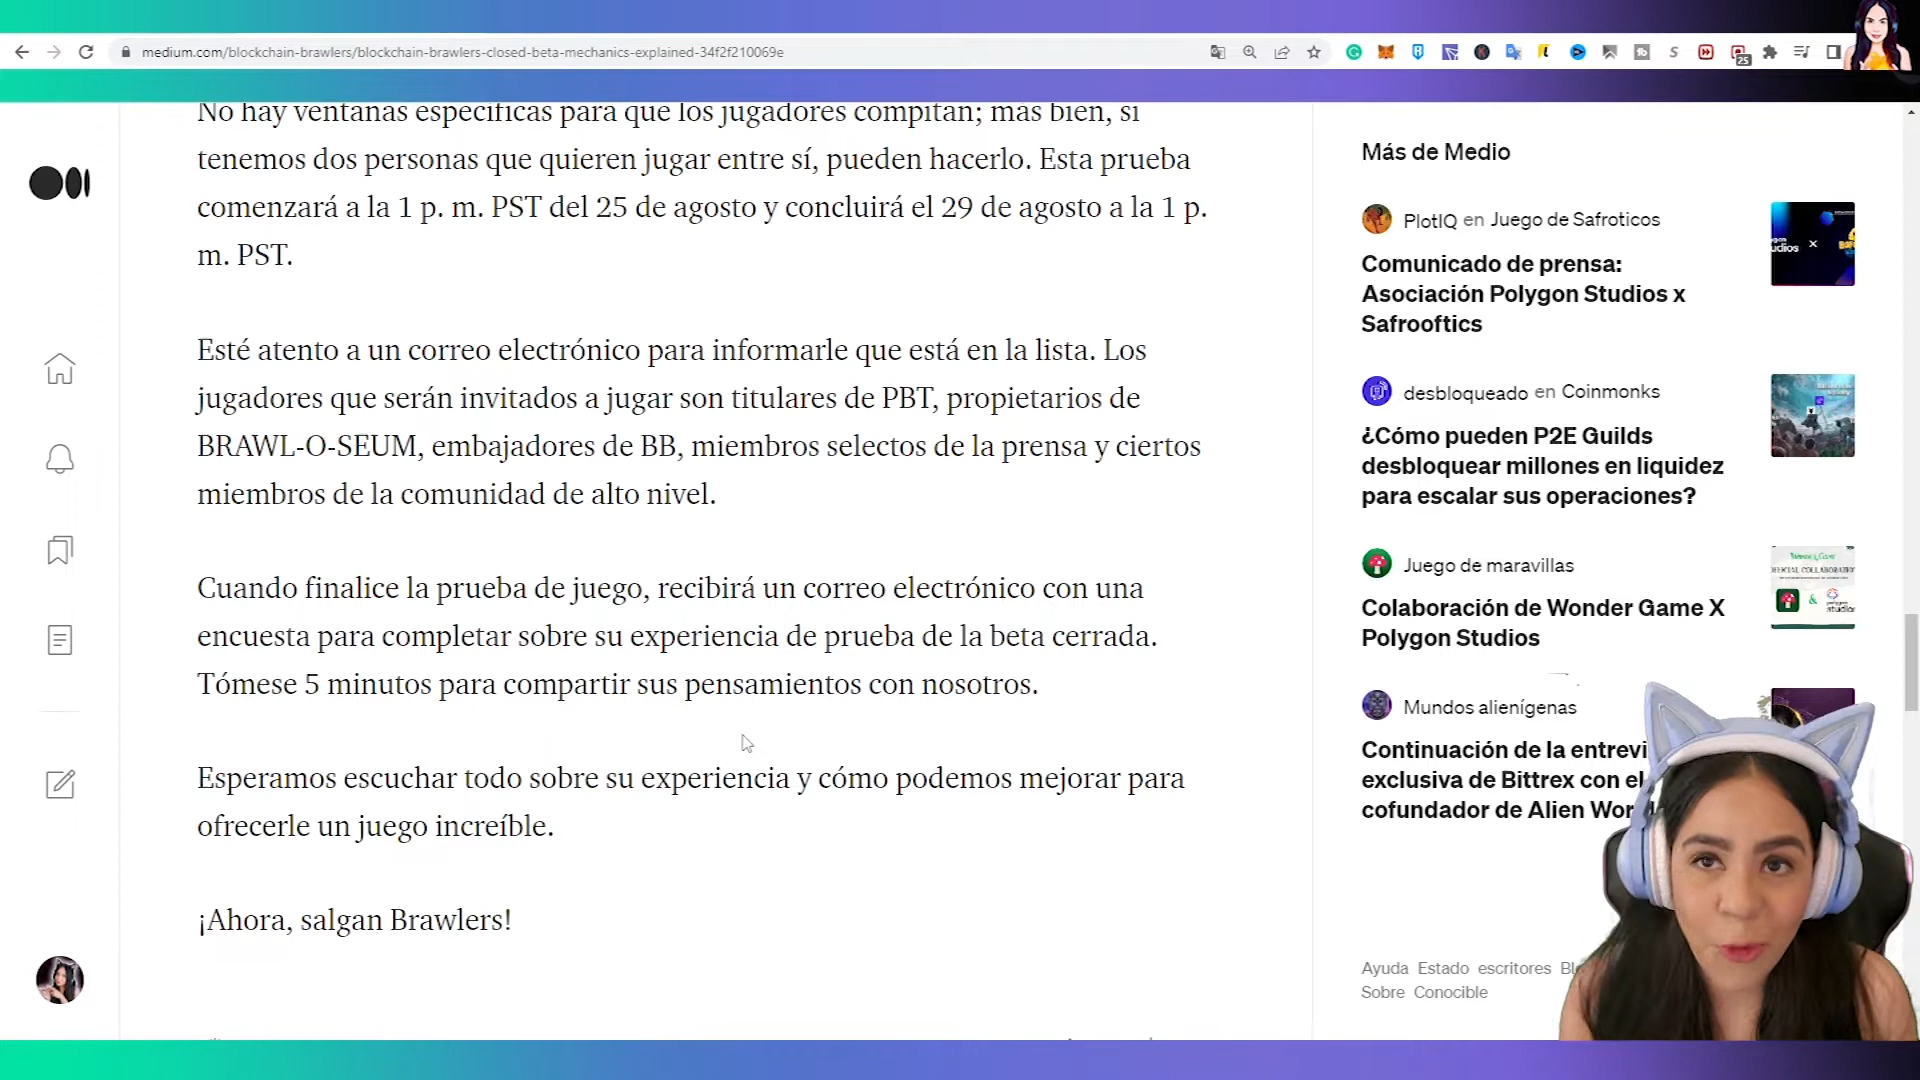 medium.com/blockchain-brawlers/blockchain-brawlers-closed-beta-mechanics-explained-34f2f210069e
25
No hay ventanas específicas para que los jugadores compitan; más bien, si
tenemos dos personas que quieren jugar entre sí, pueden hacerlo. Esta prueba
comenzará a la 1 p. m. PST del 25 de agosto y concluirá el 29 de agosto a la 1 p.
m. PST.
Esté atento a un correo electrónico para informarle que está en la lista. Los
jugadores que serán invitados a jugar son titulares de PBT, propietarios de
BRAWL-O-SEUM, embajadores de BB, miembros selectos de la prensa y ciertos
miembros de la comunidad de alto nivel.
Cuando finalice la prueba de juego, recibirá un correo electrónico con una
encuesta para completar sobre su experiencia de prueba de la beta cerrada.
Tómese 5 minutos para compartir sus pensamientos con nosotros.
Esperamos escuchar todo sobre su experiencia y cómo podemos mejorar para
ofrecerle un juego increíble.
¡Ahora, salgan Brawlers!
Más de Medio
PlotIQ en Juego de Safroticos
Comunicado de prensa:
Asociación Polygon Studios x
Safrooftics
desbloqueado en Coinmonks
¿Cómo pueden P2E Guilds
desbloquear millones en liquidez
para escalar sus operaciones?
Juego de maravillas
Colaboración de Wonder Game X
Polygon Studios
Mundos alienígenas
Continuación de la entrevi
exclusiva de Bittrex con el
cofundador de Alien Wor
Ayuda Estado escritores Blo
Sobre Conocible